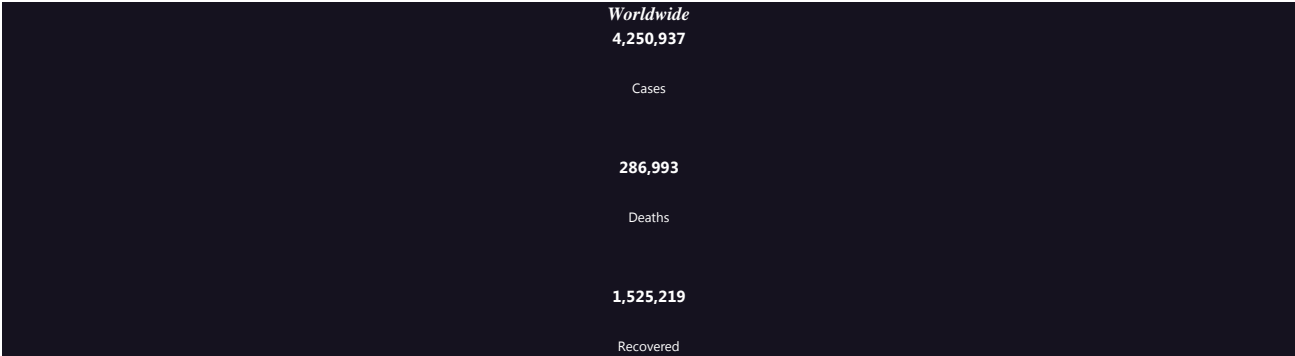 Worldwide
4,250,937
Cases
286,993
Deaths
1,525,219
Recovered